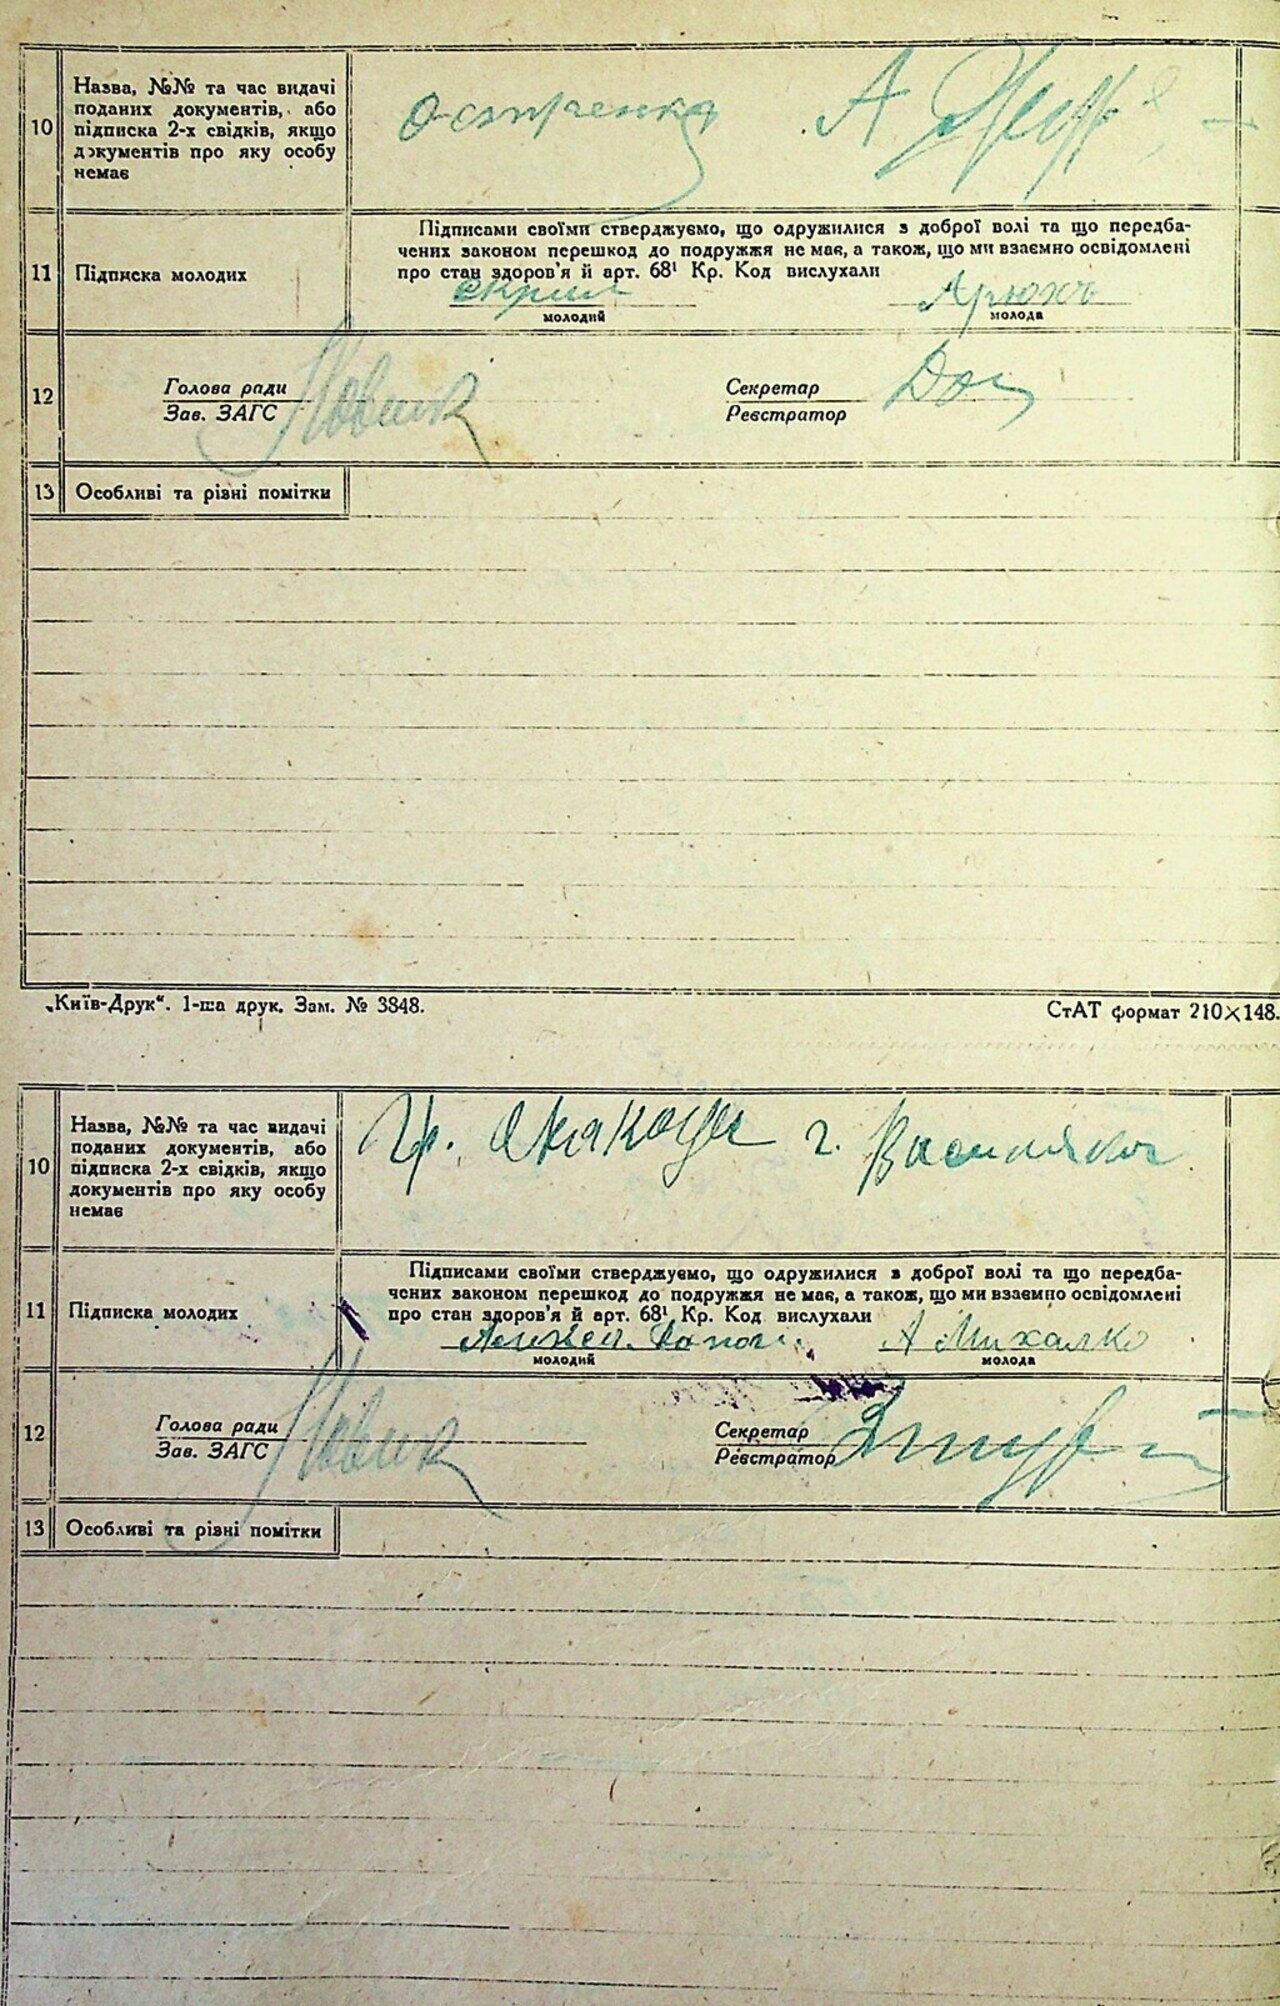 10
Назва, №№ та час видачі
поданих документів, або
підписка 2-х свідків, якщо
документів про яку особу
немає
А
11
Підписка молодих
Підписами своїми стверджуємо, що одружилися з доброї волі та що передба-
чених законом перешкод до подружжя не має, а також, що ми взаємно освідомлені
про стан здоров'я й арт. 68¹ Кр. Код вислухали
молодий
молода
12
Голова ради
Зав. ЗАГС
Новик
Секретар
Реєстратор
13
Особливі та різні помітки
„Київ-Друк“. 1-ша друк. Зам. № 3848.
СтАТ формат 210×148.
10
Назва, №№ та час видачі
поданих документів, або
підписка 2-х свідків, якщо
документів про яку особу
немає
Гр.
г.
11
Підписка молодих
Підписами своїми стверджуємо, що одружилися з доброї волі та що передба-
чених законом перешкод до подружжя не має, а також, що ми взаємно освідомлені
про стан здоров'я й арт. 68¹ Кр. Код вислухали
А Михалко
молодий
молода
12
Голова ради
Зав. ЗАГС
Новик
Секретар
Реєстратор
13
Особливі та різні помітки